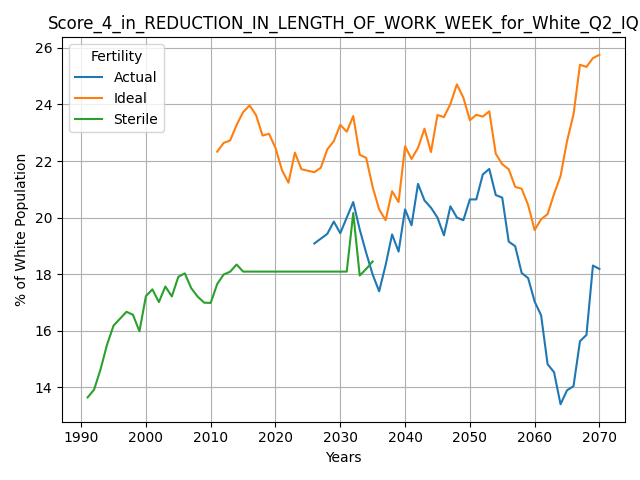 Score_4_in_REDUCTION_IN_LENGTH_OF_WORK_WEEK_for_White_Q2_IQ
Fertility
Actual
Ideal
Sterile
% of White Population
26
24
22
20
18
16
14
1990 2000 2010 2020 2030 2040 2050 2060 2070
Years